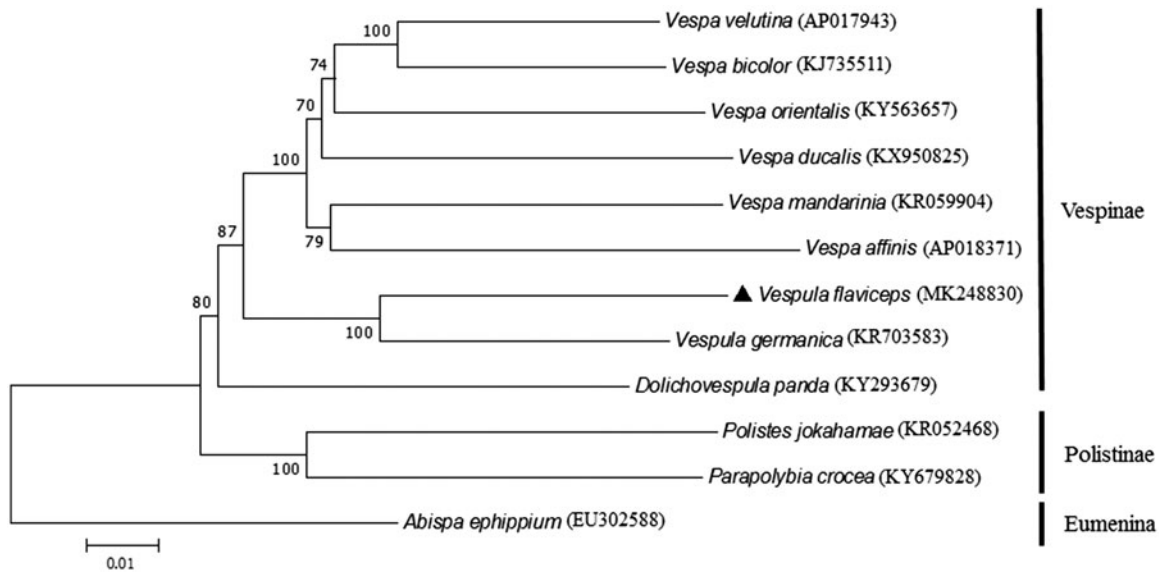 Vespa velutina (AP017943)
100
Vespa bicolor (KJ735511)
74
70
Vespa orientalis (KY563657)
100
Vespa ducalis (KX950825)
Vespa mandarinia (KR059904)
Vespinae
87
79
Vespa affinis (AP018371)
80
▲ Vespula flaviceps (MK248830)
100
Vespula germanica (KR703583)
Dolichovespula panda (KY293679)
Polistes jokahamae (KR052468)
Polistinae
100
Parapolybia crocea (KY679828)
Abispa ephippium (EU302588)
Eumenina
0.01